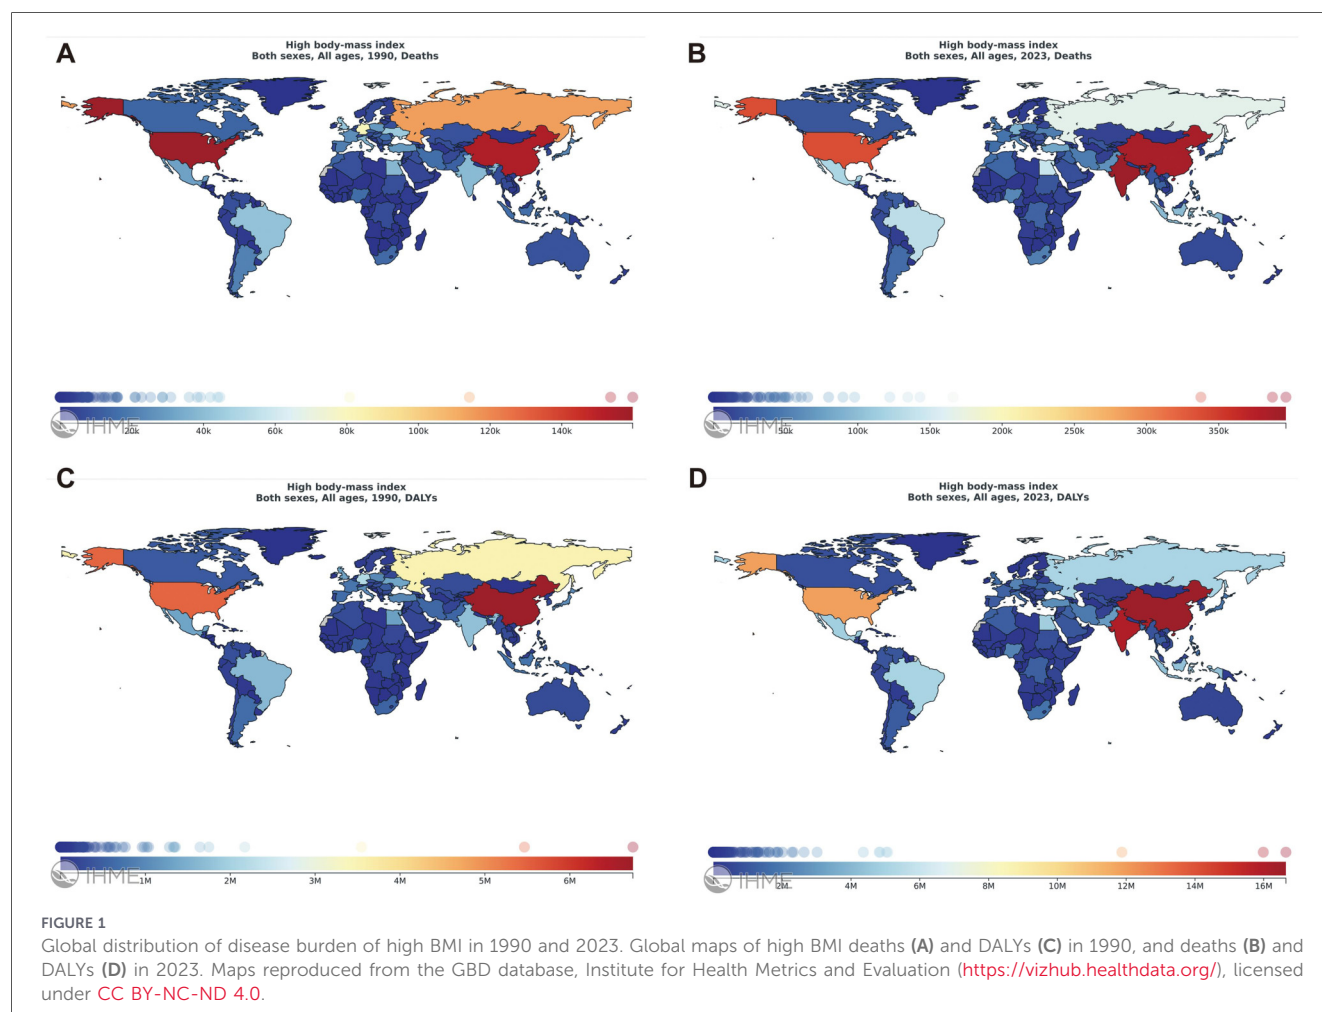 A
High body-mass index
Both sexes, All ages, 1990, Deaths
IHME
20k 40k 60k 80k 100k 120k 140k
B
High body-mass index
Both sexes, All ages, 2023, Deaths
IHME
50k 100k 150k 200k 250k 300k 350k
C
High body-mass index
Both sexes, All ages, 1990, DALYs
IHME
1M 2M 3M 4M 5M 6M
D
High body-mass index
Both sexes, All ages, 2023, DALYs
IHME
2M 4M 6M 8M 10M 12M 14M 16M
FIGURE 1
Global distribution of disease burden of high BMI in 1990 and 2023. Global maps of high BMI deaths (A) and DALYs (C) in 1990, and deaths (B) and
DALYs (D) in 2023. Maps reproduced from the GBD database, Institute for Health Metrics and Evaluation (https://vizhub.healthdata.org/), licensed
under CC BY-NC-ND 4.0.